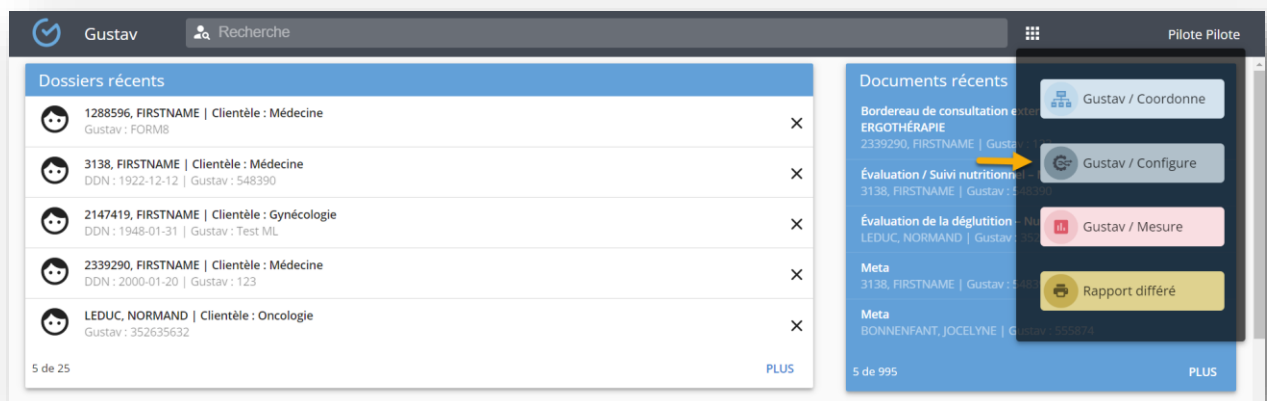 Gustav
Recherche
Pilote Pilote
Dossiers récents
1288596, FIRSTNAME | Clientèle : Médecine
Gustav : FORM8
3138, FIRSTNAME | Clientèle : Médecine
DDN : 1922-12-12 | Gustav : 548390
2147419, FIRSTNAME | Clientèle : Gynécologie
DDN : 1948-01-31 | Gustav : Test ML
2339290, FIRSTNAME | Clientèle : Médecine
DDN : 2000-01-20 | Gustav : 123
LEDUC, NORMAND | Clientèle : Oncologie
Gustav : 352635632
5 de 25
PLUS
Documents récents
Bordereau de consultation
ERGOTHÉRAPIE
2339290, FIRSTNAME | Gustav
Évaluation / Suivi nutritionnel –
3138, FIRSTNAME | Gustav : 548390
Évaluation de la déglutition –
LEDUC, NORMAND | Gustav
Meta
3138, FIRSTNAME | Gustav
Meta
BONNENFANT, JOCELYNE | Gustav : 555874
5 de 995
PLUS
Gustav / Coordonne
Gustav / Configure
Gustav / Mesure
Rapport différé